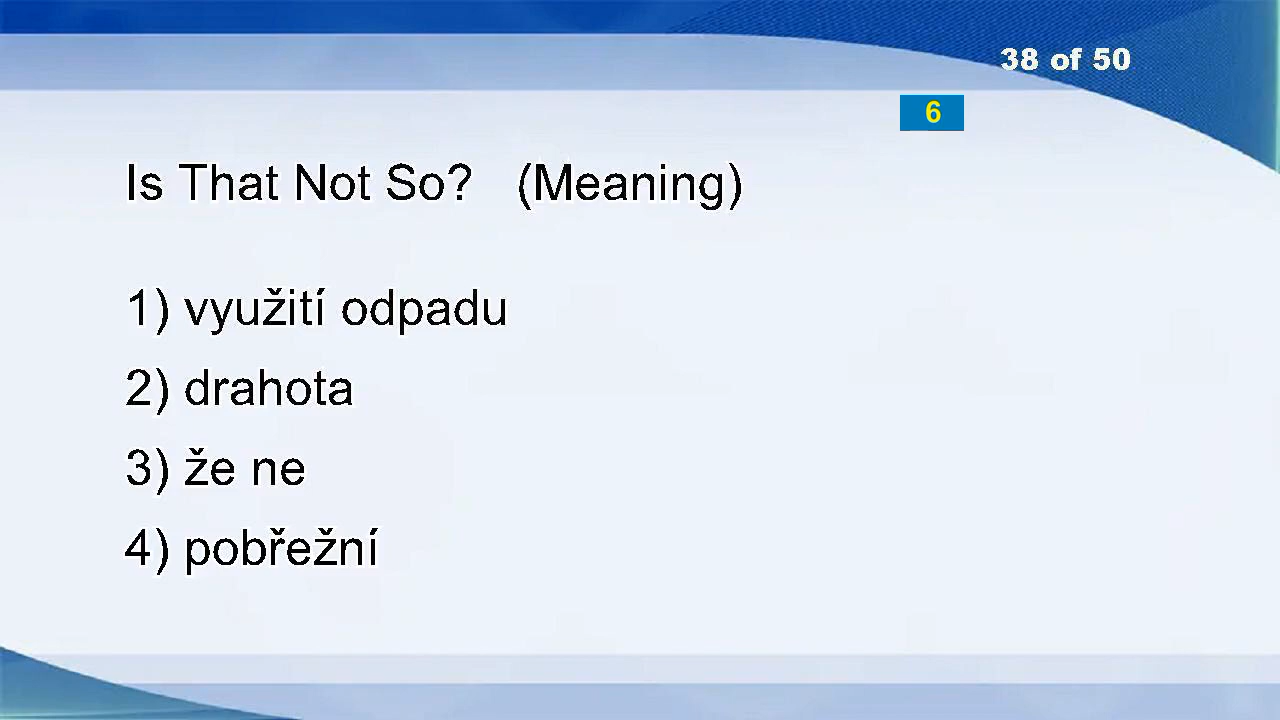 38 of 50
6
Is That Not So? (Meaning)
1) využití odpadu
2) drahota
3) že ne
4) pobřežní